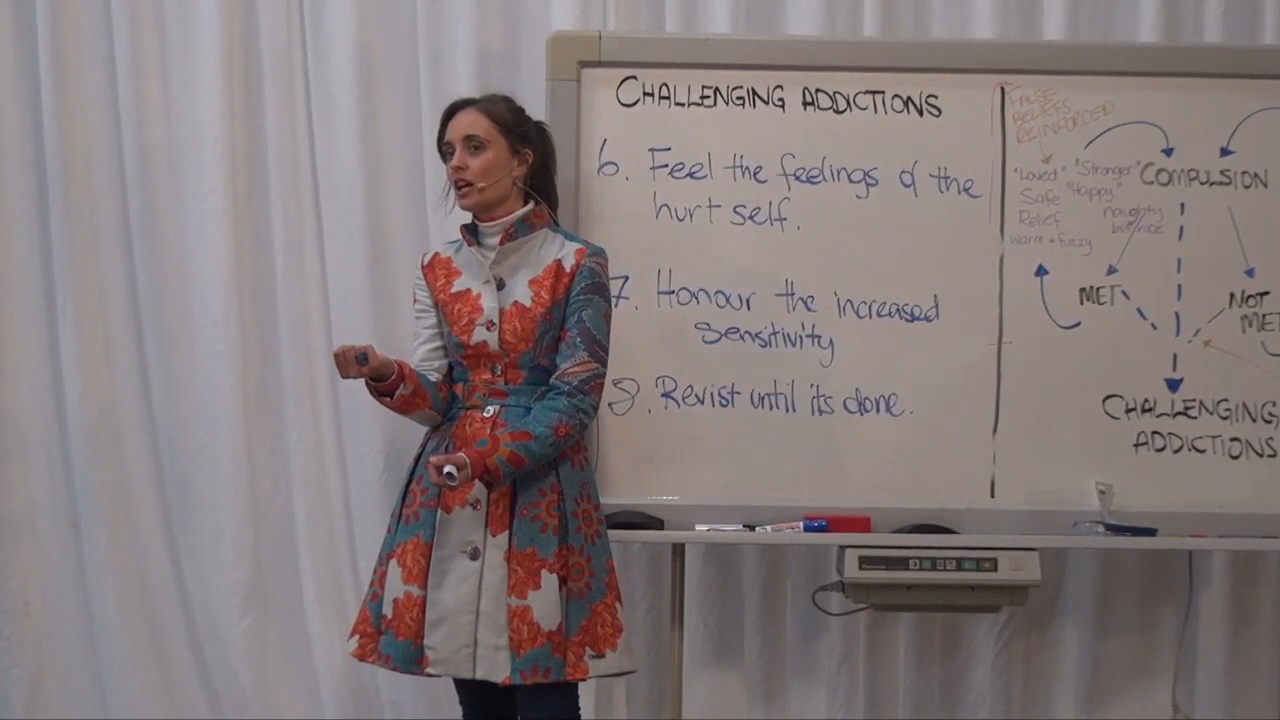 CHALLENGING ADDICTIONS
6. Feel the feelings of the
hurt self.
7. Honour the increased
Sensitivity
8. Revist until its done.
FALSE
BELIEFS
REINFORCED
"Loved" "Stronger"
Safe "Happy"
Relief naughty
but nice
Warm + Fuzzy
COMPULSION
MET
NOT
MET
CHALLENGING
ADDICTIONS
Panasonic